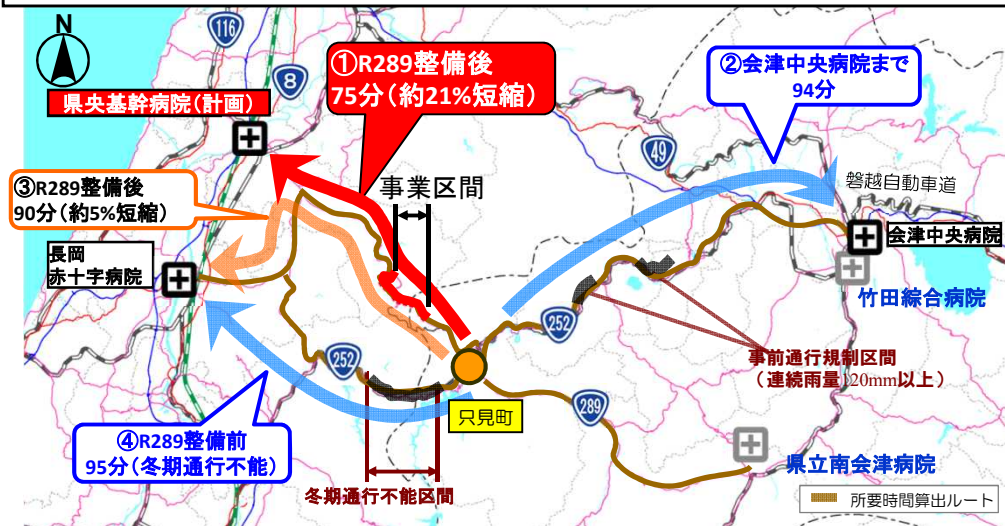 N
116
8
県央基幹病院(計画)
①R289整備後
75分(約21%短縮)
②会津中央病院まで
94分
49
磐越自動車道
③R289整備後
90分(約5%短縮)
事業区間
長岡
赤十字病院
会津中央病院
竹田綜合病院
252
252
事前通行規制区間
(連続雨量120mm以上)
只見町
289
④R289整備前
95分(冬期通行不能)
冬期通行不能区間
県立南会津病院
所要時間算出ルート